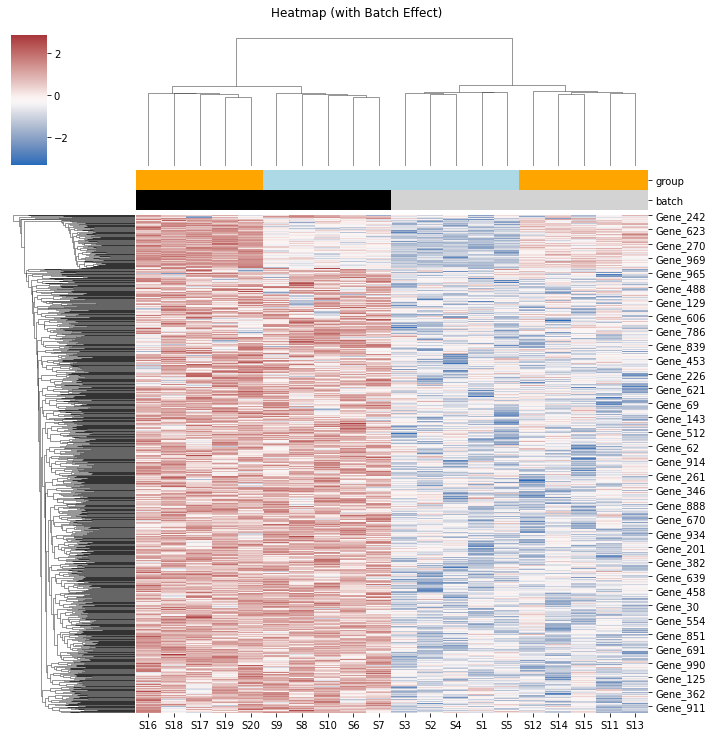 Heatmap (with Batch Effect)
2
0
−2
group
batch
Gene_242
Gene_623
Gene_270
Gene_969
Gene_965
Gene_488
Gene_129
Gene_606
Gene_786
Gene_839
Gene_453
Gene_226
Gene_621
Gene_69
Gene_143
Gene_512
Gene_62
Gene_914
Gene_261
Gene_346
Gene_888
Gene_670
Gene_934
Gene_201
Gene_382
Gene_639
Gene_458
Gene_30
Gene_554
Gene_851
Gene_691
Gene_990
Gene_125
Gene_362
Gene_911
S16 S18 S17 S19 S20 S9 S8 S10 S6 S7 S3 S2 S4 S1 S5 S12 S14 S15 S11 S13